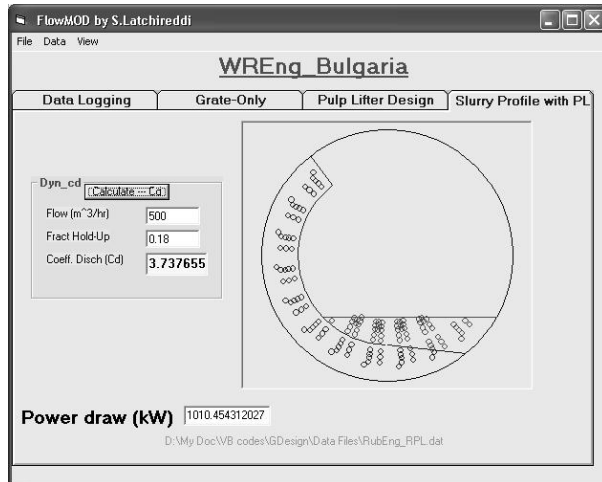 FlowMOD by S.Latchireddi
File Data View
WREng_Bulgaria
Data Logging Grate-Only Pulp Lifter Design Slurry Profile with PL
Dyn_cd
Calculate --- Cd
Flow (m^3/hr) 500
Fract Hold-Up 0.18
Coeff. Disch (Cd) 3.737655
Power draw (kW) 1010.454312027
D:\My Doc\VB codes\GDesign\Data Files\RubEng_RPL.dat